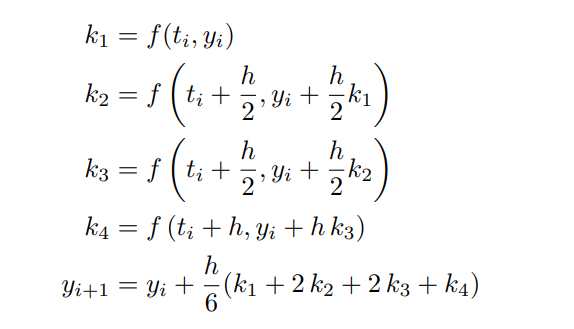 k₁ = f(tᵢ, yᵢ)
k₂ = f(tᵢ + h/2, yᵢ + h/2 k₁)
k₃ = f(tᵢ + h/2, yᵢ + h/2 k₂)
k₄ = f(tᵢ + h, yᵢ + h k₃)
yᵢ₊₁ = yᵢ + h/6 (k₁ + 2 k₂ + 2 k₃ + k₄)